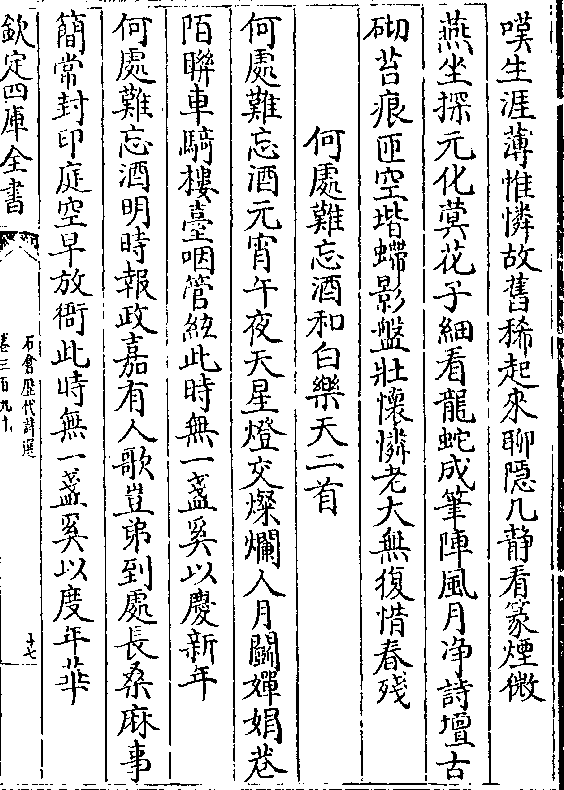 嘆生涯薄惟憐故舊稀起來聊隠几静看篆煙微
燕坐探元化蓂花子細看龍蛇成筆陣風月净詩壇古
砌苔痕匝空堦蟾影盤壯懷憐老大無復惜春殘
何處難忘酒和白樂天二首
何處難忘酒元宵午夜天星燈交燦爛人月鬭嬋娟巷
陌聯車騎樓臺咽管絃此時無一盞奚以慶新年
何處難忘酒明時報政嘉有人歌豈弟到處長桑麻事
簡常封印庭空早放衙此時無一盞奚以度年華
欽定四庫全書
石倉歴代詩選
卷三百九十
十七